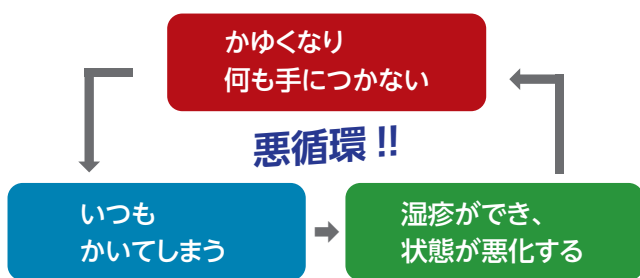 かゆくなり
何も手につかない
悪循環!!
いつも
かいてしまう
湿疹ができ、
状態が悪化する